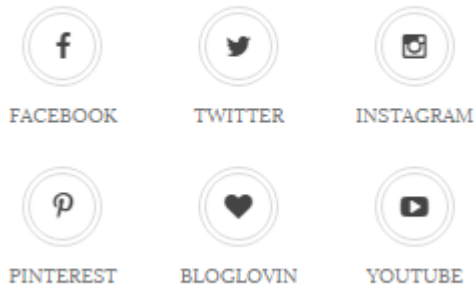 FACEBOOK TWITTER INSTAGRAM
PINTEREST BLOGLOVIN YOUTUBE